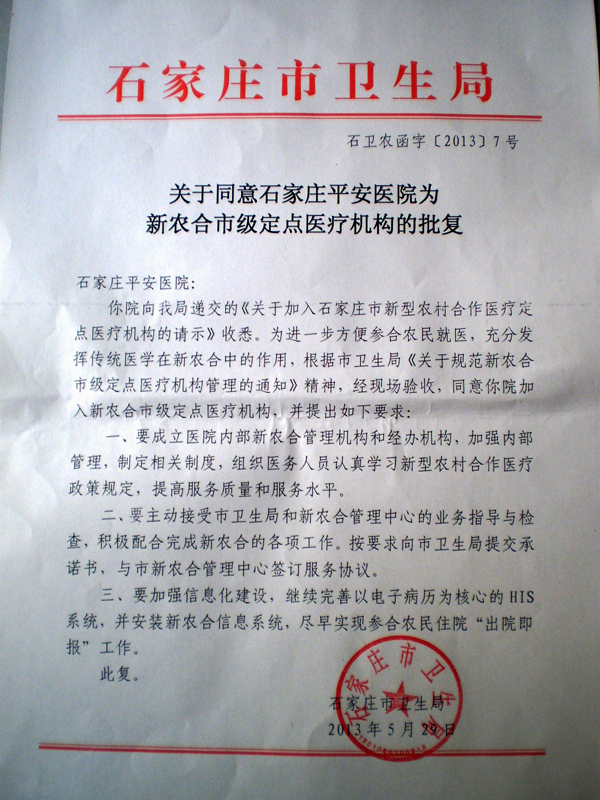 石家庄市卫生局
石卫农函字〔2013〕7号
关于同意石家庄平安医院为
新农合市级定点医疗机构的批复
石家庄平安医院：
你院向我局递交的《关于加入石家庄市新型农村合作医疗定
点医疗机构的请示》收悉。为进一步方便参合农民就医，充分发
挥传统医学在新农合中的作用，根据市卫生局《关于规范新农合
市级定点医疗机构管理的通知》精神，经现场验收，同意你院加
入新农合市级定点医疗机构，并提出如下要求：
一、要成立医院内部新农合管理机构和经办机构，加强内部
管理，制定相关制度，组织医务人员认真学习新型农村合作医疗
政策规定，提高服务质量和服务水平。
二、要主动接受市卫生局和新农合管理中心的业务指导与检
查，积极配合完成新农合的各项工作。按要求向市卫生局提交承
诺书，与市新农合管理中心签订服务协议。
三、要加强信息化建设，继续完善以电子病历为核心的HIS
系统，并安装新农合信息系统，尽早实现参合农民住院“出院即
报”工作。
此复。
石家庄市卫生局
石家庄市卫生局
2013年5月29日